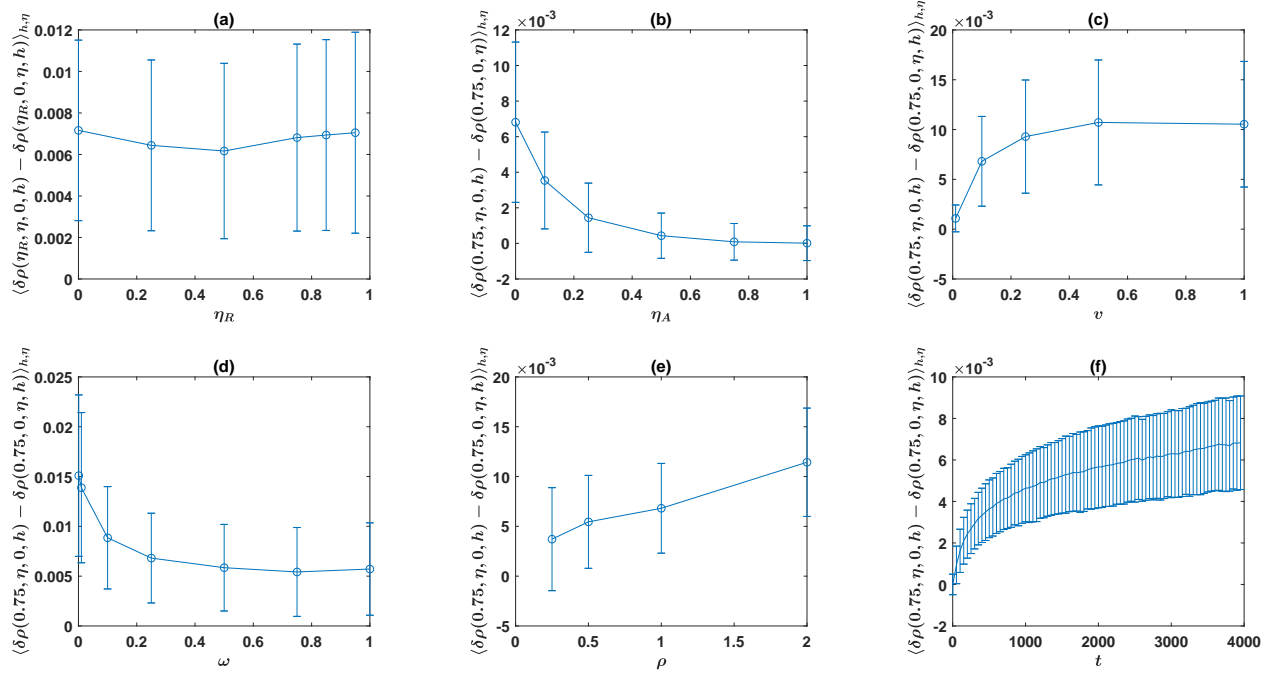 (a)
⟨δρ(η_R, η, 0, h) − δρ(η_R, 0, η, h)⟩_{h,η}
0.012
0.01
0.008
0.006
0.004
0.002
0
0 0.2 0.4 0.6 0.8 1
η_R
(b)
×10⁻³
⟨δρ(0.75, η, 0, h) − δρ(0.75, 0, η)⟩_{h,η}
12
10
8
6
4
2
0
-2
0 0.2 0.4 0.6 0.8 1
η_A
(c)
×10⁻³
⟨δρ(0.75, η, 0, h) − δρ(0.75, 0, η, h)⟩_{h,η}
20
15
10
5
0
-5
0 0.2 0.4 0.6 0.8 1
v
(d)
⟨δρ(0.75, η, 0, h) − δρ(0.75, 0, η, h)⟩_{h,η}
0.025
0.02
0.015
0.01
0.005
0
0 0.2 0.4 0.6 0.8 1
ω
(e)
×10⁻³
⟨δρ(0.75, η, 0, h) − δρ(0.75, 0, η, h)⟩_{h,η}
20
15
10
5
0
-5
0 0.5 1 1.5 2
ρ
(f)
×10⁻³
⟨δρ(0.75, η, 0, h) − δρ(0.75, 0, η, h)⟩_{h,η}
10
8
6
4
2
0
-2
0 1000 2000 3000 4000
t